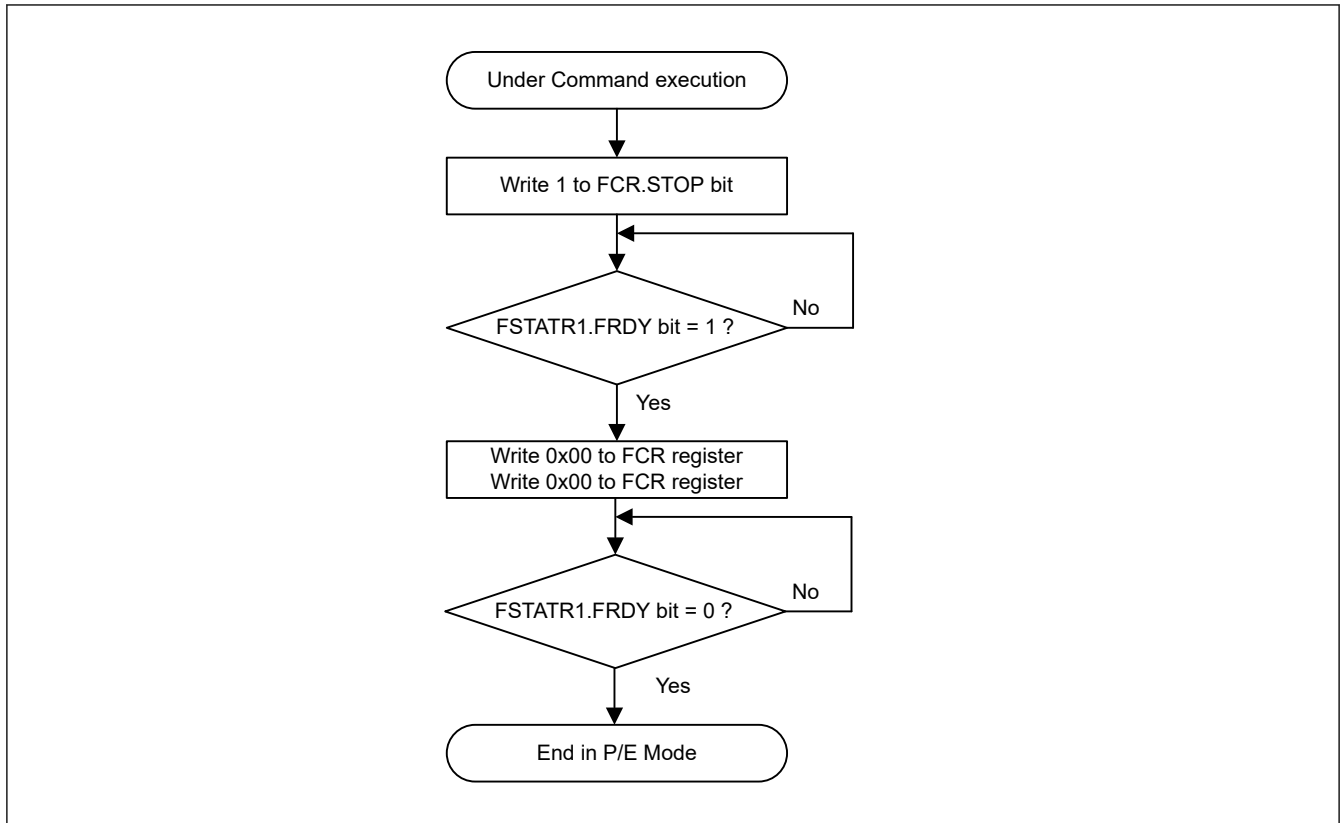 Under Command execution
Write 1 to FCR.STOP bit
FSTATR1.FRDY bit = 1 ?
No
Yes
Write 0x00 to FCR register
Write 0x00 to FCR register
FSTATR1.FRDY bit = 0 ?
No
Yes
End in P/E Mode